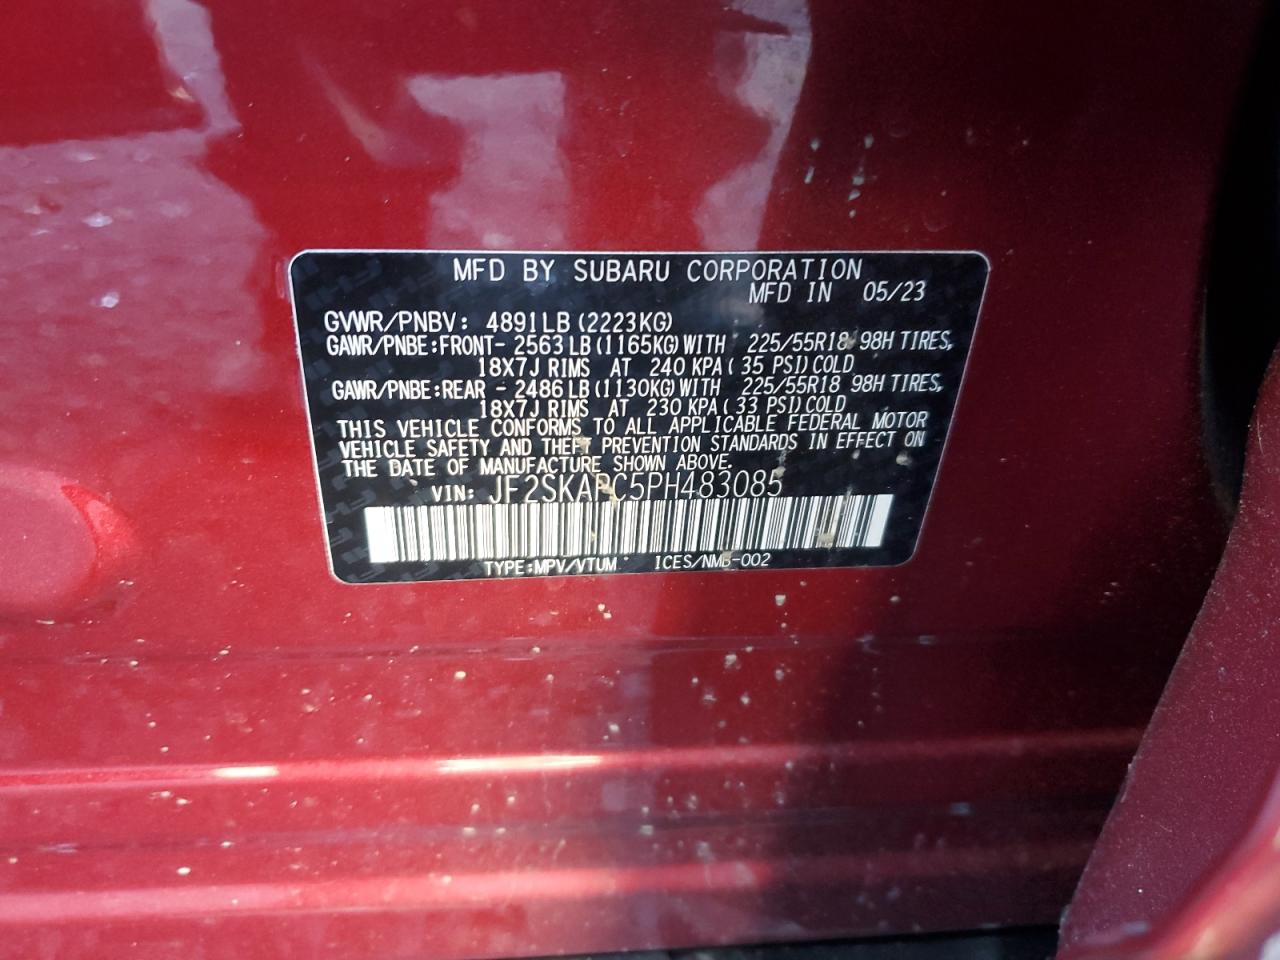 MFD BY SUBARU CORPORATION
MFD IN 05/23
GVWR/PNBV: 4891LB (2223KG)
GAWR/PNBE:FRONT- 2563LB (1165KG) WITH 225/55R18 98H TIRES,
18X7J RIMS AT 240 KPA ( 35 PSI) COLD
GAWR/PNBE:REAR - 2486LB (1130KG) WITH 225/55R18 98H TIRES,
18X7J RIMS AT 230 KPA ( 33 PSI) COLD
THIS VEHICLE CONFORMS TO ALL APPLICABLE FEDERAL MOTOR
VEHICLE SAFETY AND THEFT PREVENTION STANDARDS IN EFFECT ON
THE DATE OF MANUFACTURE SHOWN ABOVE.
VIN: JF2SKAPC5PH483085
TYPE:MPV/VTUM ICES/NMB-002